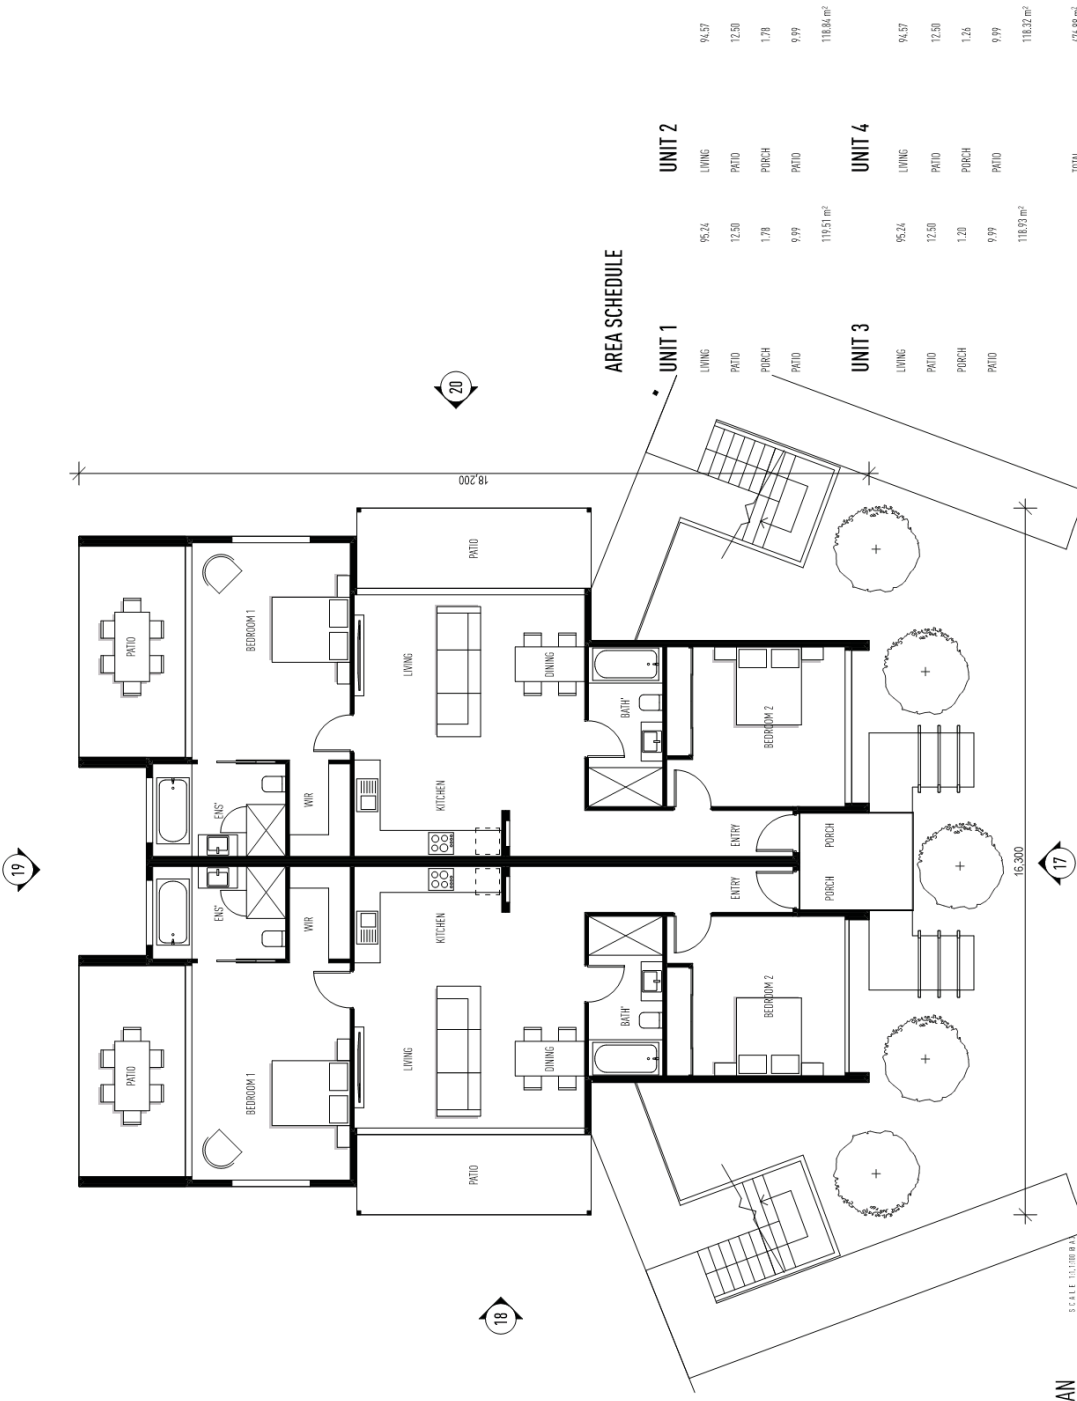 AREA SCHEDULE
UNIT 1
LIVING 95.24
PATIO 12.50
PORCH 1.78
PATIO 9.99
119.51 m²
UNIT 2
LIVING 94.57
PATIO 12.50
PORCH 1.78
PATIO 9.99
118.84 m²
UNIT 3
LIVING 95.24
PATIO 12.50
PORCH 1.20
PATIO 9.99
118.93 m²
UNIT 4
LIVING 94.57
PATIO 12.50
PORCH 1.26
PATIO 9.99
118.32 m²
TOTAL
19
PATIO
PATIO
BEDROOM 1
ENS'
ENS'
BEDROOM 1
WIR
WIR
18,200
20
LIVING
KITCHEN
KITCHEN
LIVING
PATIO
PATIO
18
DINING
DINING
BATH'
BATH'
ENTRY
ENTRY
BEDROOM 2
BEDROOM 2
PORCH
PORCH
16,300
17
AN
SCALE